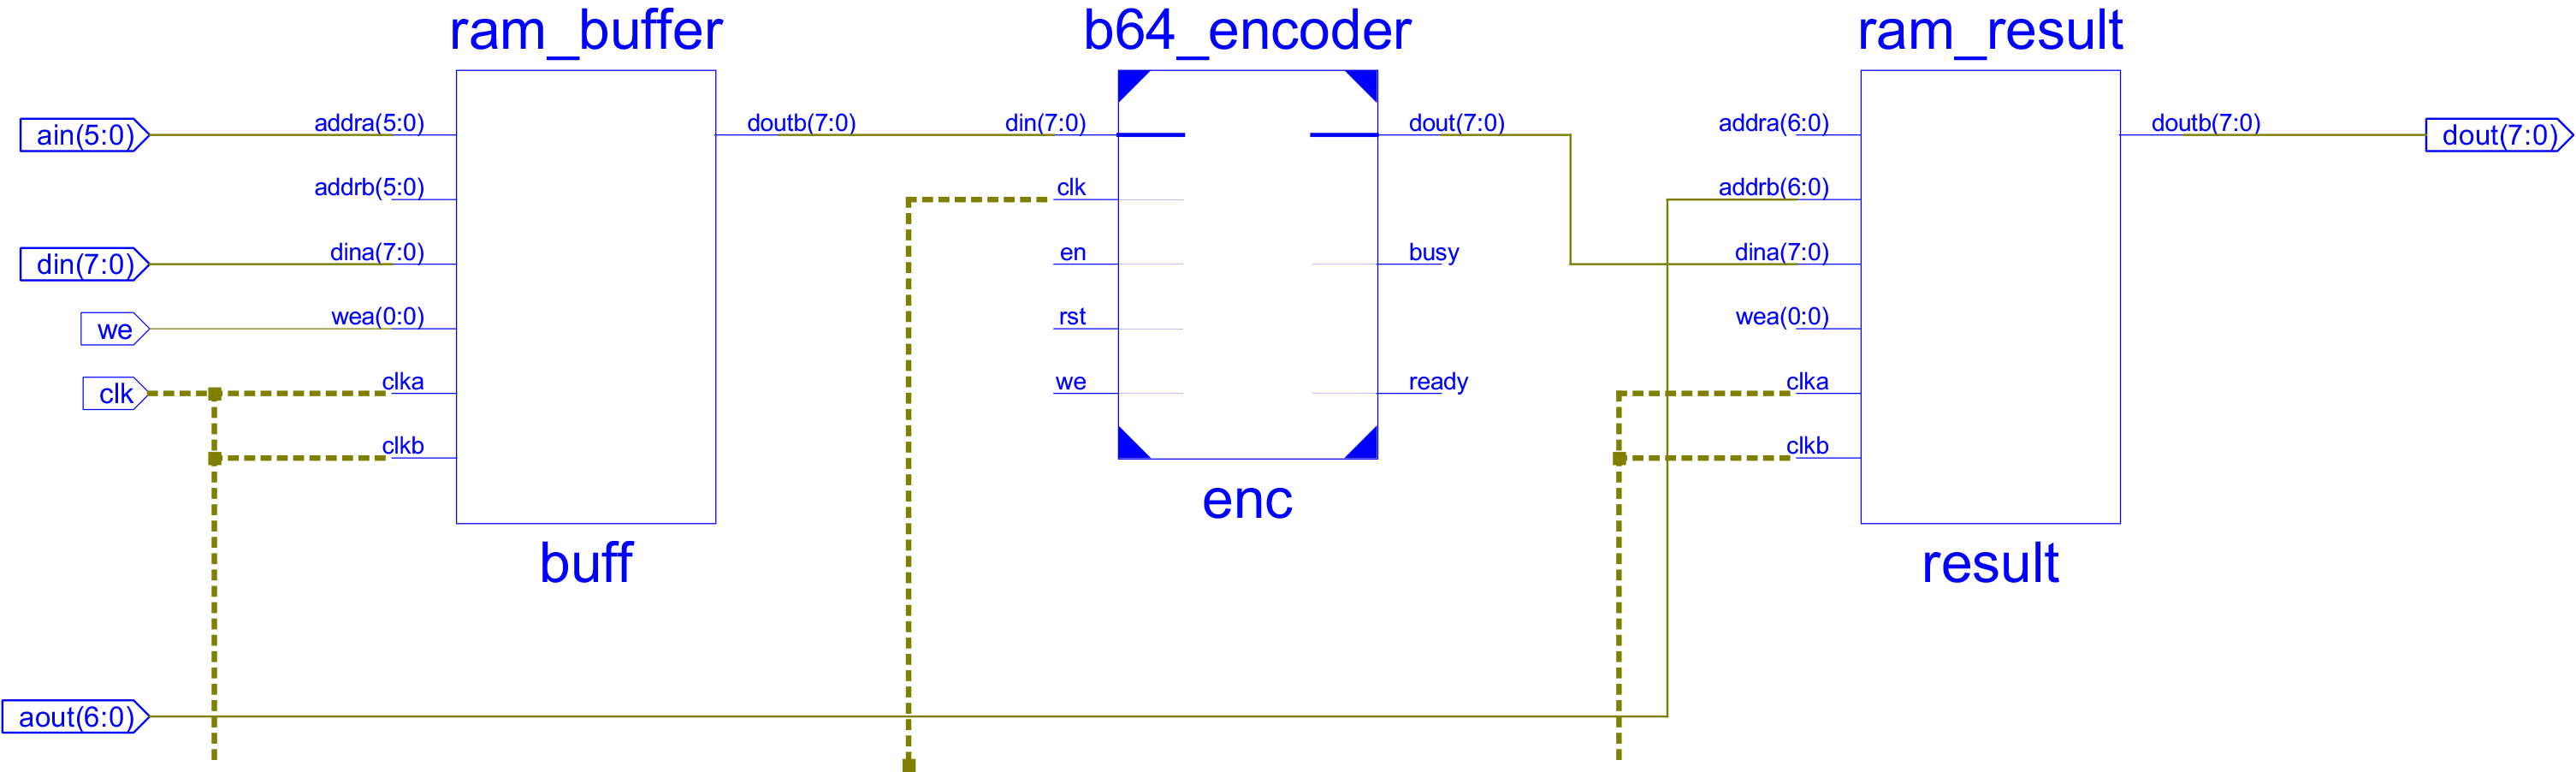 ram_buffer
b64_encoder
ram_result
ain(5:0)
addra(5:0)
doutb(7:0)
din(7:0)
dout(7:0)
addra(6:0)
doutb(7:0)
dout(7:0)
addrb(5:0)
clk
addrb(6:0)
din(7:0)
dina(7:0)
en
busy
dina(7:0)
we
wea(0:0)
rst
wea(0:0)
clk
clka
we
ready
clka
clkb
clkb
enc
buff
result
aout(6:0)